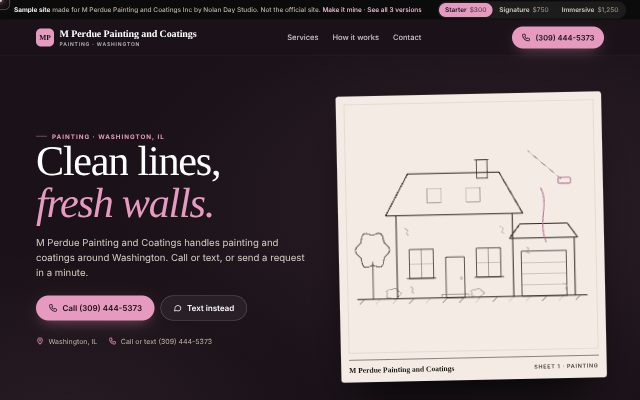 Sample site made for M Perdue Painting and Coatings Inc by Nolan Day Studio. Not the official site. Make it mine · See all 3 versions
Starter $300 Signature $750 Immersive $1,250
MP
M Perdue Painting and Coatings
PAINTING · WASHINGTON
Services How it works Contact
(309) 444-5373
PAINTING · WASHINGTON, IL
Clean lines,
fresh walls.
M Perdue Painting and Coatings handles painting and
coatings around Washington. Call or text, or send a request
in a minute.
Call (309) 444-5373
Text instead
Washington, IL
Call or text (309) 444-5373
M Perdue Painting and Coatings
SHEET 1 · PAINTING